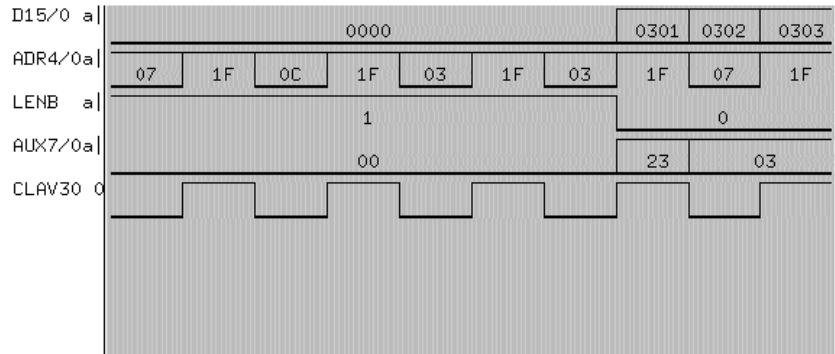 D15/0 a 0000 0301 0302 0303
ADR4/0a 07 1F 0C 1F 03 1F 03 1F 07 1F
LENB a 1 0
AUX7/0a 00 23 03
CLAV30 0